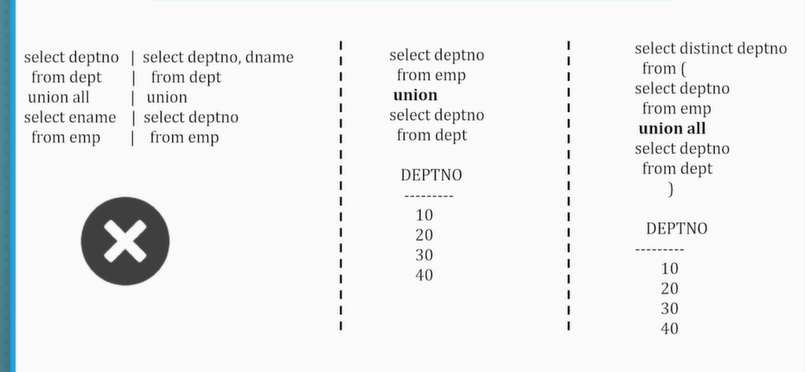 select deptno | select deptno, dname
from dept | from dept
union all | union
select ename | select deptno
from emp | from emp
select deptno
from emp
union
select deptno
from dept
DEPTNO
---------
10
20
30
40
select distinct deptno
from (
select deptno
from emp
union all
select deptno
from dept
)
DEPTNO
---------
10
20
30
40